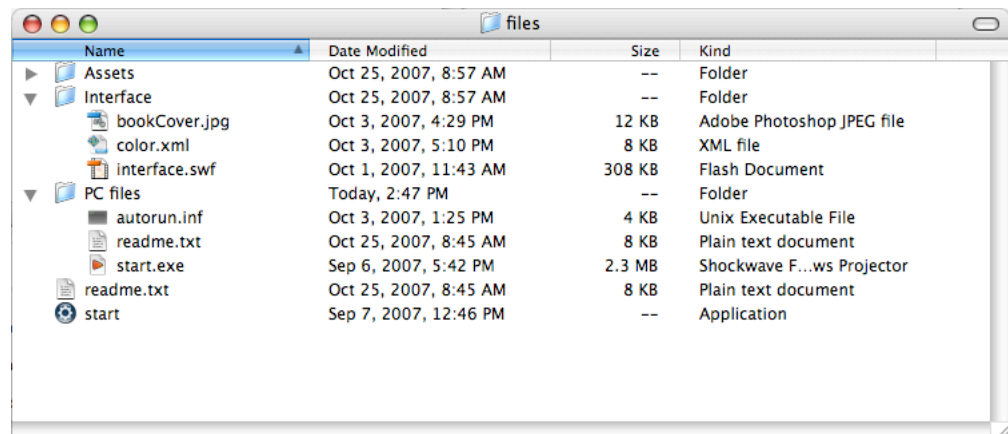 files
Name Date Modified Size Kind
Assets Oct 25, 2007, 8:57 AM -- Folder
Interface Oct 25, 2007, 8:57 AM -- Folder
bookCover.jpg Oct 3, 2007, 4:29 PM 12 KB Adobe Photoshop JPEG file
color.xml Oct 3, 2007, 5:10 PM 8 KB XML file
interface.swf Oct 1, 2007, 11:43 AM 308 KB Flash Document
PC files Today, 2:47 PM -- Folder
autorun.inf Oct 3, 2007, 1:25 PM 4 KB Unix Executable File
readme.txt Oct 25, 2007, 8:45 AM 8 KB Plain text document
start.exe Sep 6, 2007, 5:42 PM 2.3 MB Shockwave F...ws Projector
readme.txt Oct 25, 2007, 8:45 AM 8 KB Plain text document
start Sep 7, 2007, 12:46 PM -- Application